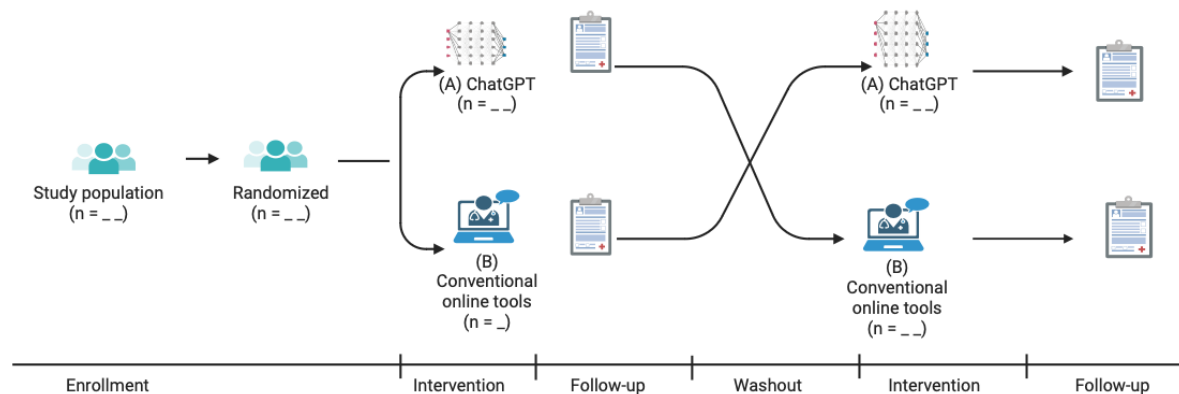 (A) ChatGPT
(n = _ _)
(A) ChatGPT
(n = _ _)
Study population
(n = _ _)
Randomized
(n = _ _)
(B)
Conventional
online tools
(n = _)
(B)
Conventional
online tools
(n = _ _)
Enrollment
Intervention
Follow-up
Washout
Intervention
Follow-up